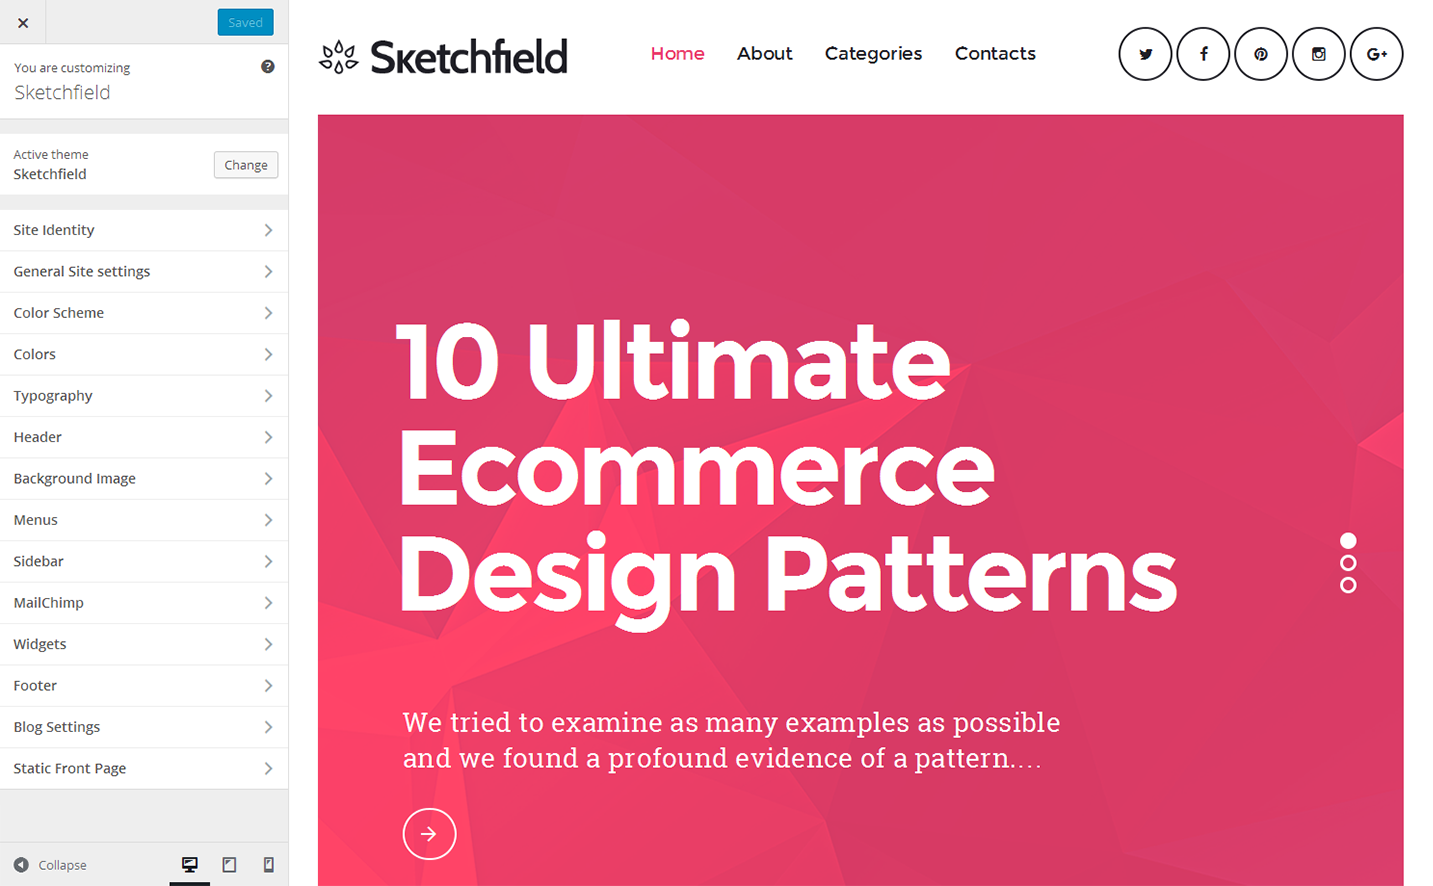 Saved
You are customizing
Sketchfield
Active theme
Sketchfield
Change
Site Identity
General Site settings
Color Scheme
Colors
Typography
Header
Background Image
Menus
Sidebar
MailChimp
Widgets
Footer
Blog Settings
Static Front Page
Collapse
Sketchfield
Home About Categories Contacts
10 Ultimate
Ecommerce
Design Patterns
We tried to examine as many examples as possible
and we found a profound evidence of a pattern....